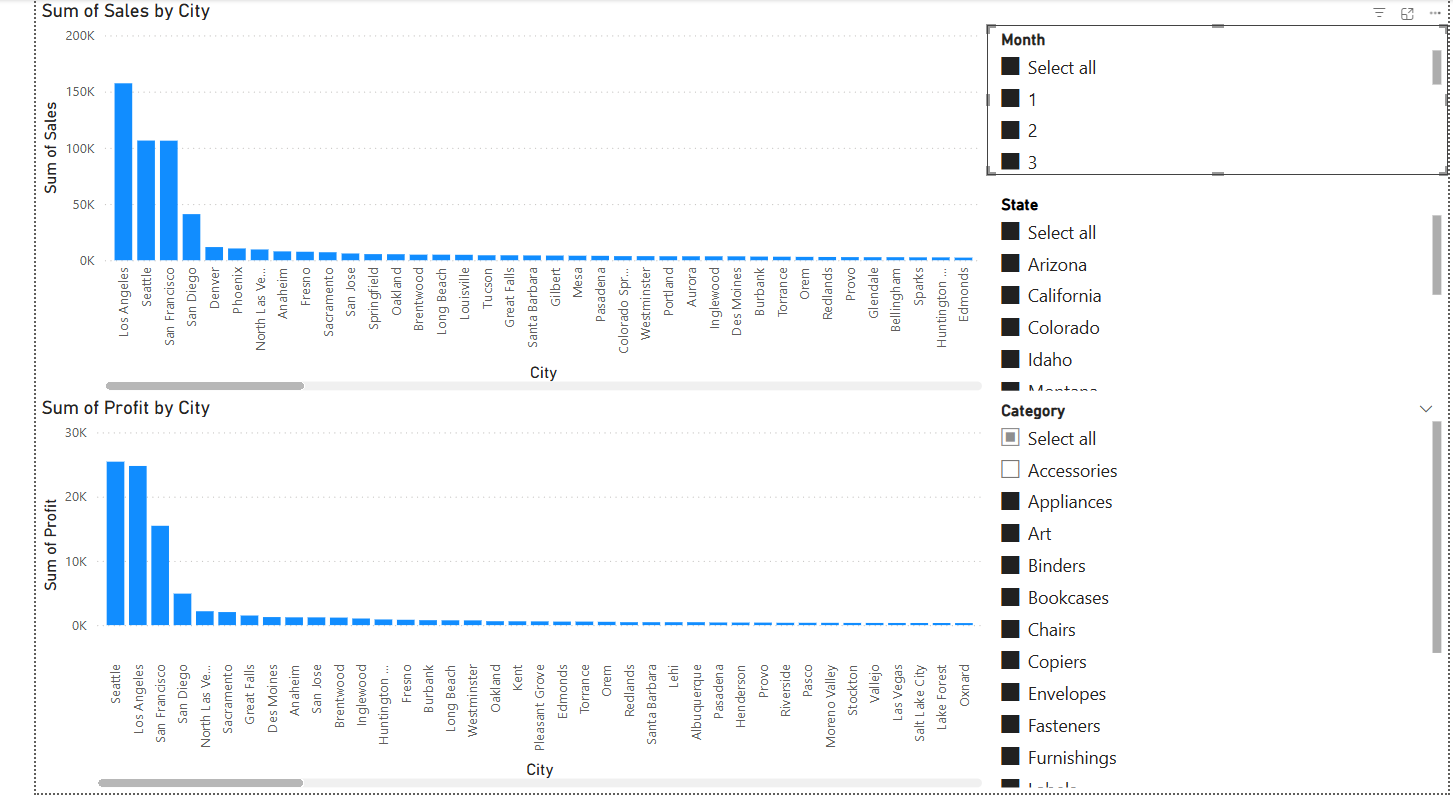 Sum of Sales by City
200K
150K
100K
50K
0K
Sum of Sales
Los Angeles
Seattle
San Francisco
San Diego
Denver
Phoenix
North Las Ve...
Anaheim
Fresno
Sacramento
San Jose
Springfield
Oakland
Brentwood
Long Beach
Louisville
Tucson
Great Falls
Santa Barbara
Gilbert
Mesa
Pasadena
Colorado Spr...
Westminster
Portland
Aurora
Inglewood
Des Moines
Burbank
Torrance
Orem
Redlands
Provo
Glendale
Bellingham
Sparks
Huntington ...
Edmonds
City
Sum of Profit by City
30K
20K
10K
0K
Sum of Profit
Seattle
Los Angeles
San Francisco
San Diego
North Las Ve...
Sacramento
Great Falls
Des Moines
Anaheim
San Jose
Brentwood
Inglewood
Huntington ...
Fresno
Burbank
Long Beach
Westminster
Oakland
Kent
Pleasant Grove
Edmonds
Torrance
Orem
Redlands
Santa Barbara
Lehi
Albuquerque
Pasadena
Henderson
Provo
Riverside
Pasco
Moreno Valley
Stockton
Vallejo
Las Vegas
Salt Lake City
Lake Forest
Oxnard
City
Month
Select all
1
2
3
State
Select all
Arizona
California
Colorado
Idaho
Montana
Category
Select all
Accessories
Appliances
Art
Binders
Bookcases
Chairs
Copiers
Envelopes
Fasteners
Furnishings
Labels